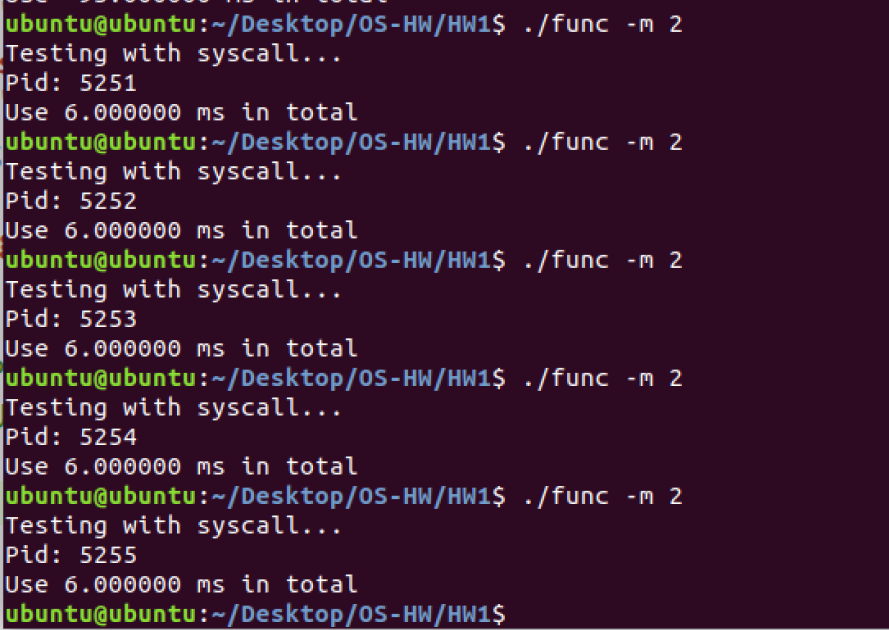 ubuntu@ubuntu:~/Desktop/OS-HW/HW1$ ./func -m 2
Testing with syscall...
Pid: 5251
Use 6.000000 ms in total
ubuntu@ubuntu:~/Desktop/OS-HW/HW1$ ./func -m 2
Testing with syscall...
Pid: 5252
Use 6.000000 ms in total
ubuntu@ubuntu:~/Desktop/OS-HW/HW1$ ./func -m 2
Testing with syscall...
Pid: 5253
Use 6.000000 ms in total
ubuntu@ubuntu:~/Desktop/OS-HW/HW1$ ./func -m 2
Testing with syscall...
Pid: 5254
Use 6.000000 ms in total
ubuntu@ubuntu:~/Desktop/OS-HW/HW1$ ./func -m 2
Testing with syscall...
Pid: 5255
Use 6.000000 ms in total
ubuntu@ubuntu:~/Desktop/OS-HW/HW1$